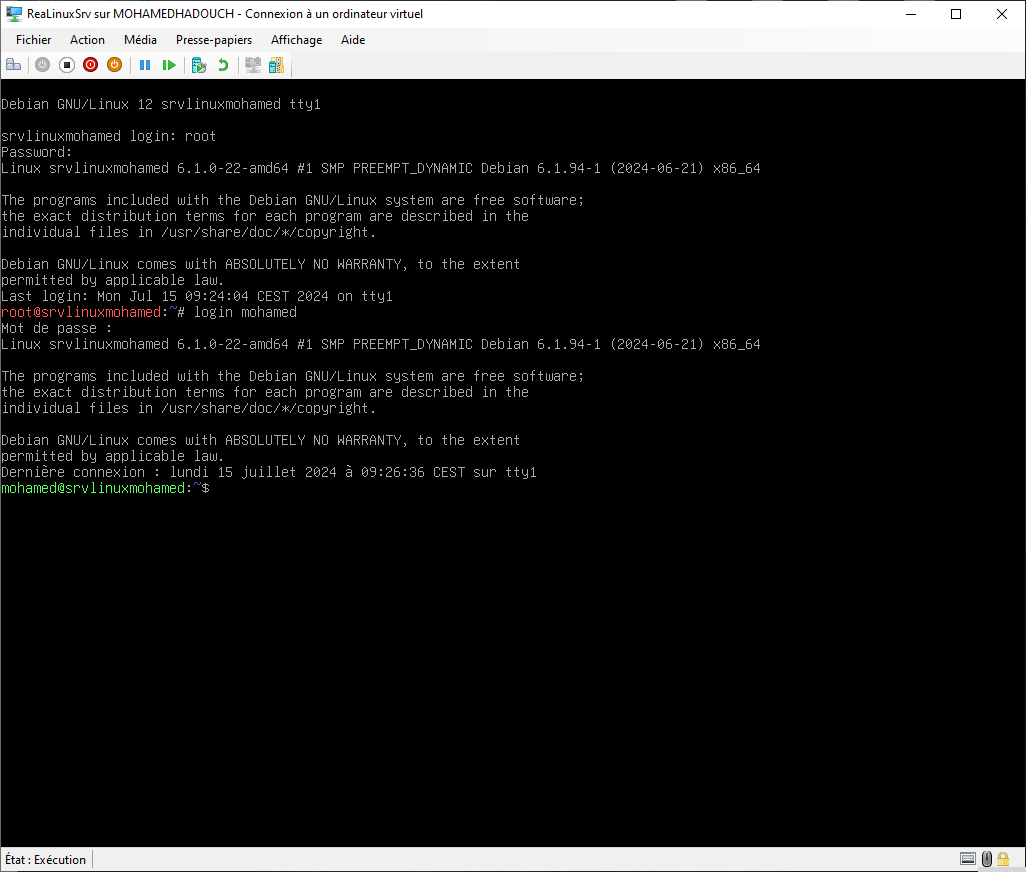 ReaLinuxSrv sur MOHAMEDHADOUCH - Connexion à un ordinateur virtuel
Fichier Action Média Presse-papiers Affichage Aide
Debian GNU/Linux 12 srvlinuxmohamed tty1
srvlinuxmohamed login: root
Password:
Linux srvlinuxmohamed 6.1.0-22-amd64 #1 SMP PREEMPT_DYNAMIC Debian 6.1.94-1 (2024-06-21) x86_64
The programs included with the Debian GNU/Linux system are free software;
the exact distribution terms for each program are described in the
individual files in /usr/share/doc/*/copyright.
Debian GNU/Linux comes with ABSOLUTELY NO WARRANTY, to the extent
permitted by applicable law.
Last login: Mon Jul 15 09:24:04 CEST 2024 on tty1
root@srvlinuxmohamed:~# login mohamed
Mot de passe :
Linux srvlinuxmohamed 6.1.0-22-amd64 #1 SMP PREEMPT_DYNAMIC Debian 6.1.94-1 (2024-06-21) x86_64
The programs included with the Debian GNU/Linux system are free software;
the exact distribution terms for each program are described in the
individual files in /usr/share/doc/*/copyright.
Debian GNU/Linux comes with ABSOLUTELY NO WARRANTY, to the extent
permitted by applicable law.
Dernière connexion : lundi 15 juillet 2024 à 09:26:36 CEST sur tty1
mohamed@srvlinuxmohamed:~$
État : Exécution